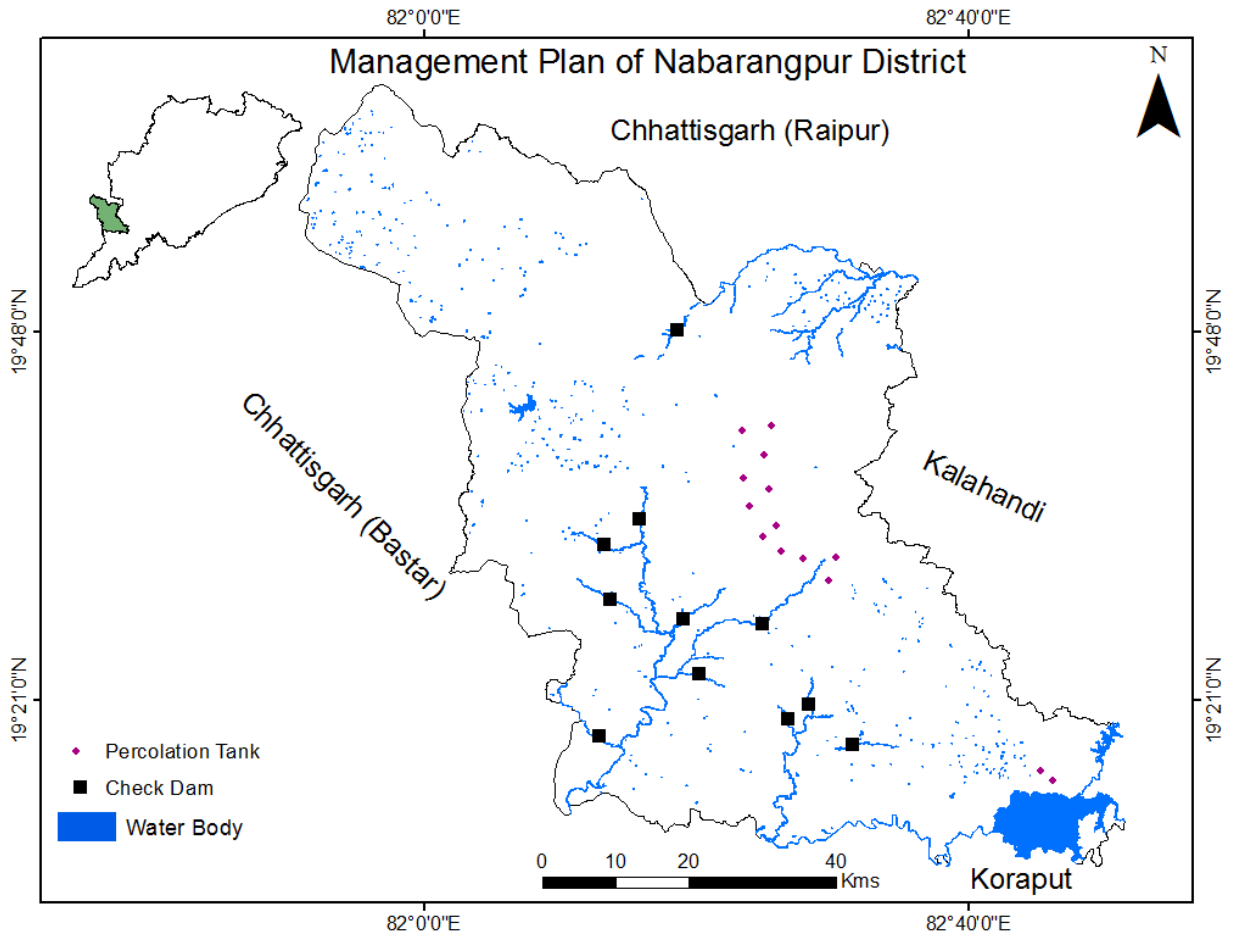 82°0'0"E
82°40'0"E
Management Plan of Nabarangpur District
N
Chhattisgarh (Raipur)
19°48'0"N
19°48'0"N
Chhattisgarh (Bastar)
Kalahandi
19°21'0"N
19°21'0"N
Percolation Tank
Check Dam
Water Body
0 10 20 40
Kms
Koraput
82°0'0"E
82°40'0"E